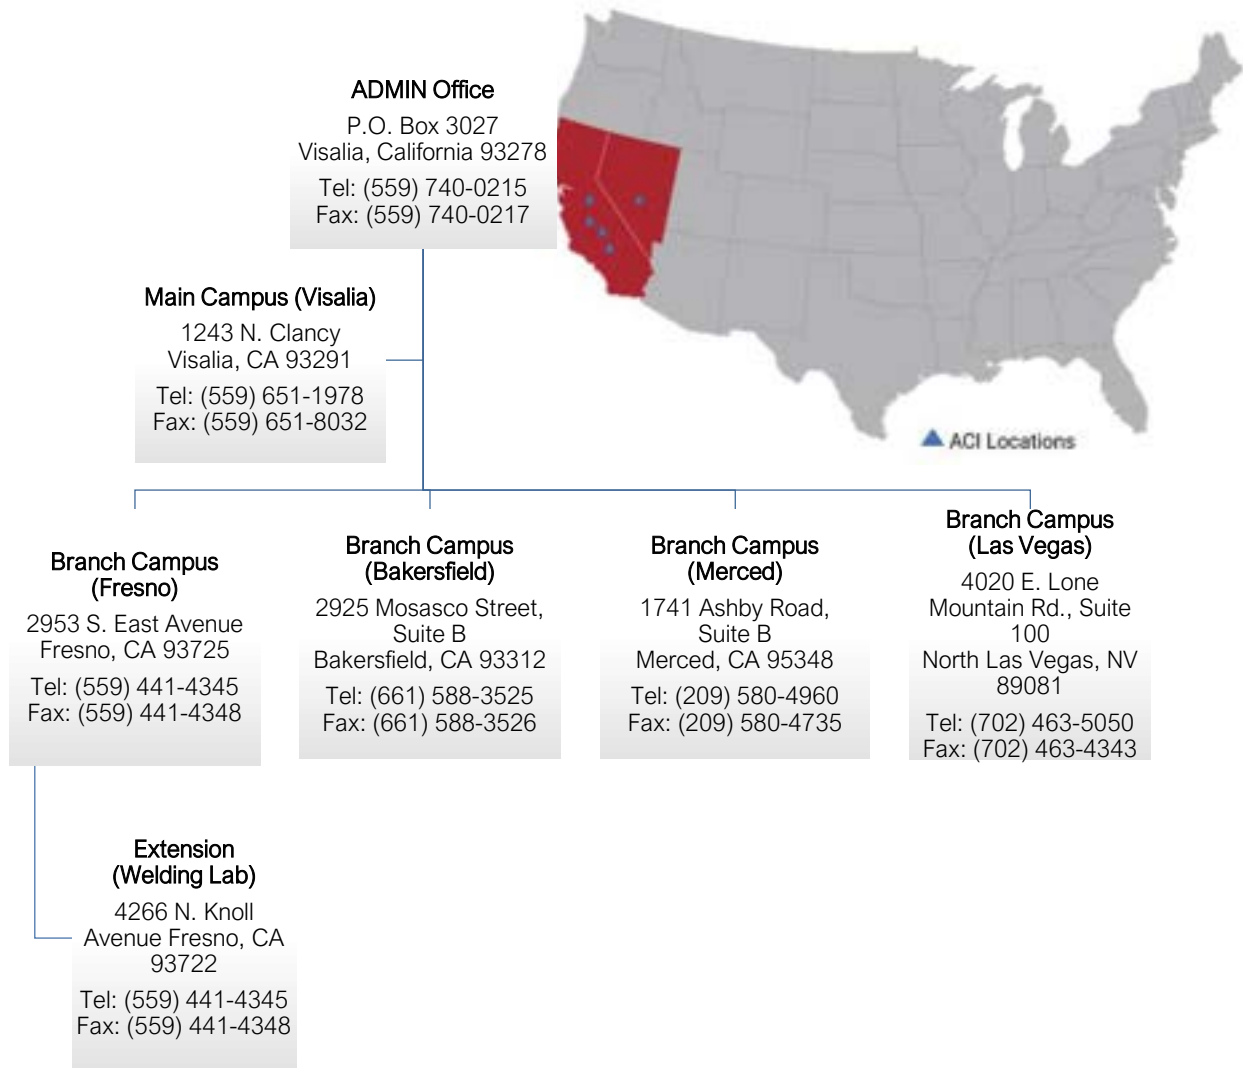 ADMIN Office
P.O. Box 3027
Visalia, California 93278
Tel: (559) 740-0215
Fax: (559) 740-0217
Main Campus (Visalia)
1243 N. Clancy
Visalia, CA 93291
Tel: (559) 651-1978
Fax: (559) 651-8032
ACI Locations
Branch Campus
(Fresno)
2953 S. East Avenue
Fresno, CA 93725
Tel: (559) 441-4345
Fax: (559) 441-4348
Branch Campus
(Bakersfield)
2925 Mosasco Street,
Suite B
Bakersfield, CA 93312
Tel: (661) 588-3525
Fax: (661) 588-3526
Branch Campus
(Merced)
1741 Ashby Road,
Suite B
Merced, CA 95348
Tel: (209) 580-4960
Fax: (209) 580-4735
Branch Campus
(Las Vegas)
4020 E. Lone
Mountain Rd., Suite
100
North Las Vegas, NV
89081
Tel: (702) 463-5050
Fax: (702) 463-4343
Extension
(Welding Lab)
4266 N. Knoll
Avenue Fresno, CA
93722
Tel: (559) 441-4345
Fax: (559) 441-4348